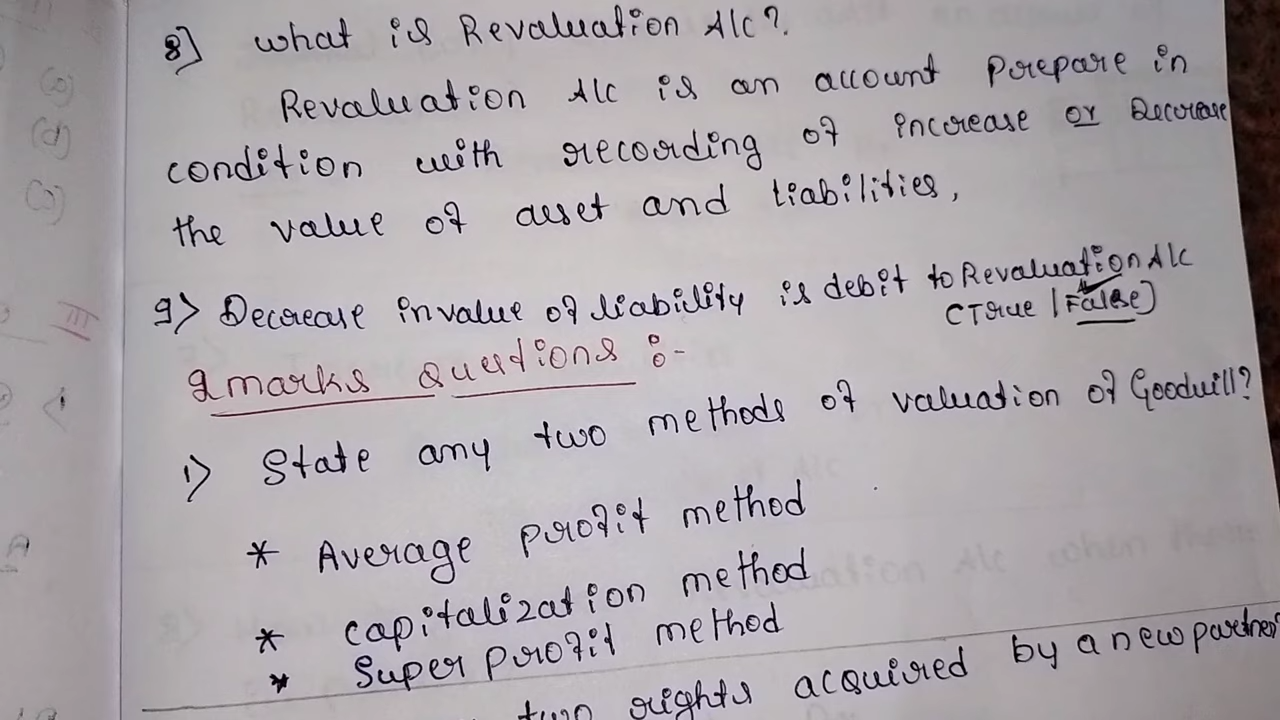 8] What is Revaluation A/c?
Revaluation A/c is an account prepare in
condition with recording of increase or Decrease
the value of asset and liabilities,
9> Decrease in value of liability is debit to Revaluation A/c
(True / False]
2 marks questions :-
1> State any two methods of valuation of Goodwill?
* Average profit method
* Capitalization method
* Super profit method
two rights acquired by a new partner